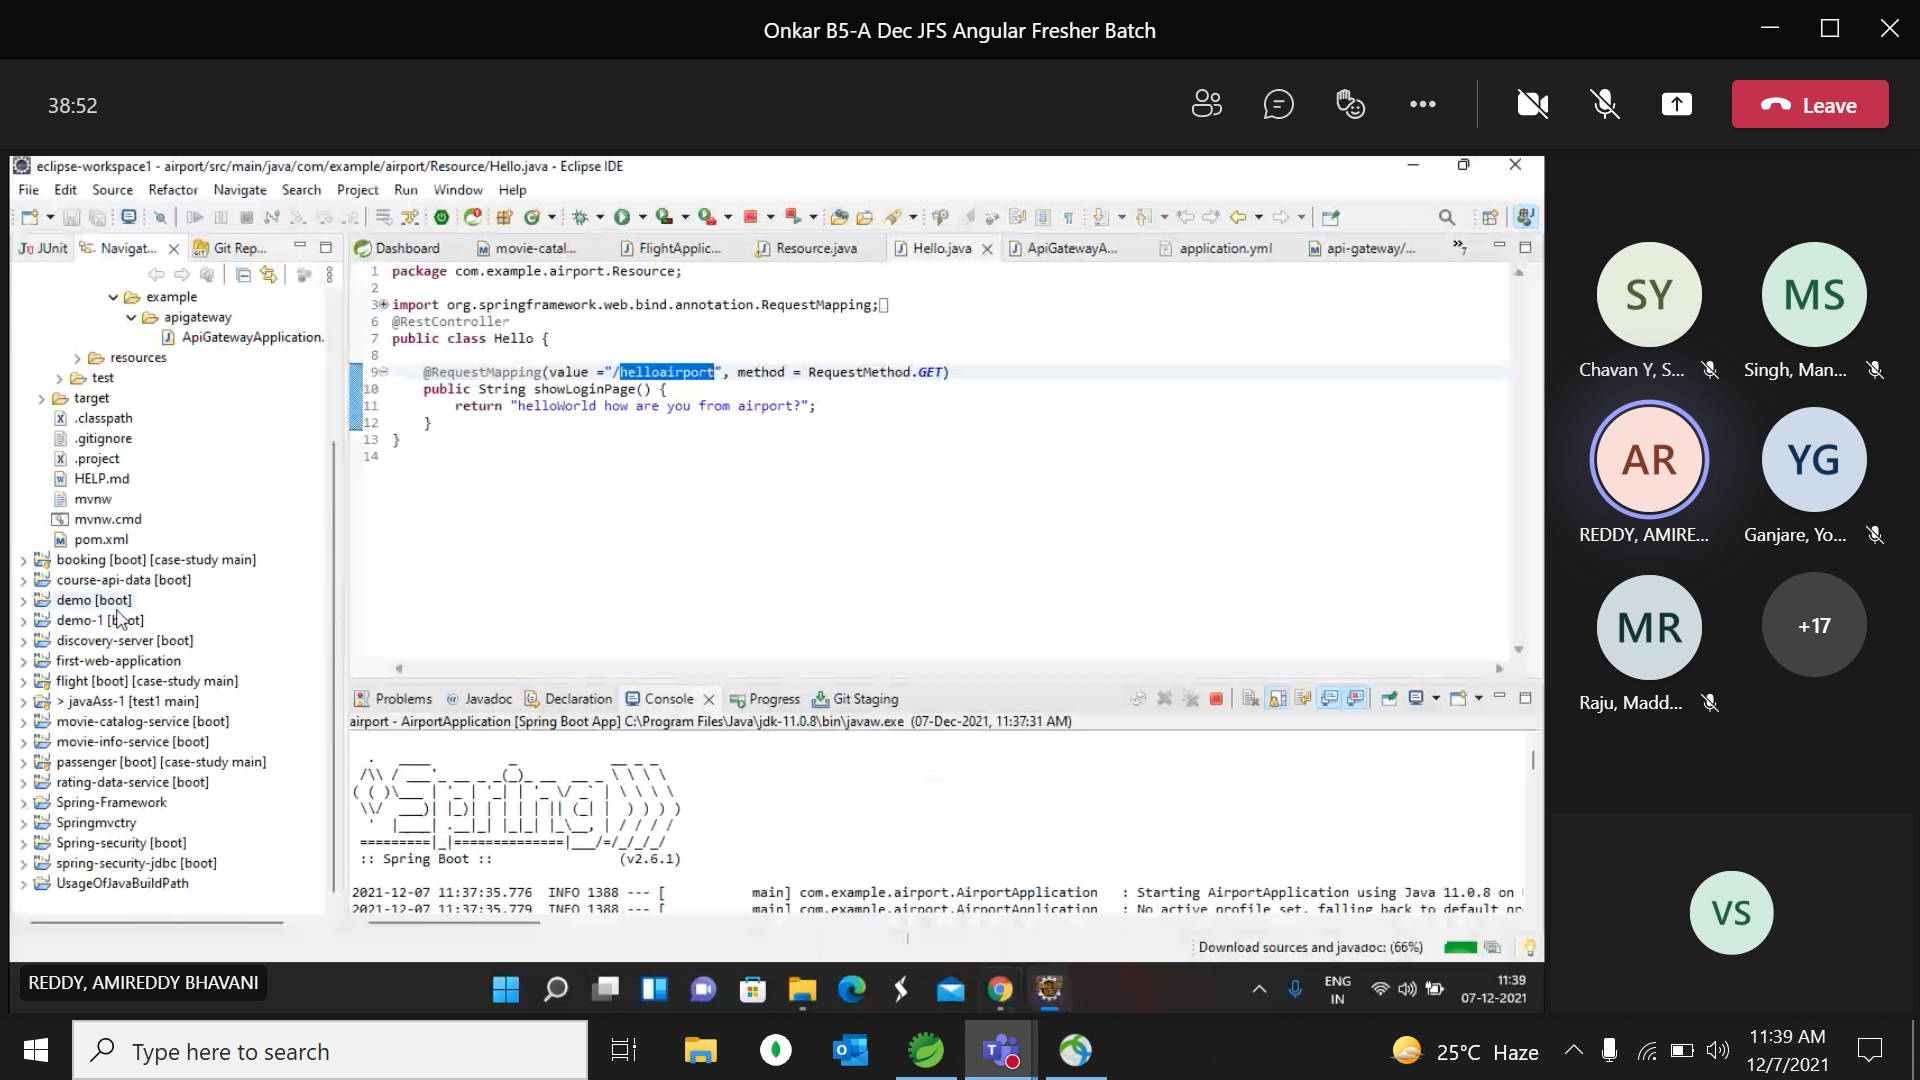 Onkar B5-A Dec JFS Angular Fresher Batch
38:52
Leave
eclipse-workspace1 - airport/src/main/java/com/example/airport/Resource/Hello.java - Eclipse IDE
File Edit Source Refactor Navigate Search Project Run Window Help
JUnit Navigat... Git Rep...
Dashboard movie-catal... FlightApplic... Resource.java Hello.java ApiGatewayA... application.yml api-gateway/... »7
example
apigateway
ApiGatewayApplication.
resources
test
target
.classpath
.gitignore
.project
HELP.md
mvnw
mvnw.cmd
pom.xml
booking [boot] [case-study main]
course-api-data [boot]
demo [boot]
demo-1 [boot]
discovery-server [boot]
first-web-application
flight [boot] [case-study main]
> javaAss-1 [test1 main]
movie-catalog-service [boot]
movie-info-service [boot]
passenger [boot] [case-study main]
rating-data-service [boot]
Spring-Framework
Springmvctry
Spring-security [boot]
spring-security-jdbc [boot]
UsageOfJavaBuildPath
1 package com.example.airport.Resource;
2
3 import org.springframework.web.bind.annotation.RequestMapping;
6 @RestController
7 public class Hello {
8
9 @RequestMapping(value ="/helloairport", method = RequestMethod.GET)
10 public String showLoginPage() {
11 return "helloWorld how are you from airport?";
12 }
13 }
14
Problems Javadoc Declaration Console Progress Git Staging
airport - AirportApplication [Spring Boot App] C:\Program Files\Java\jdk-11.0.8\bin\javaw.exe (07-Dec-2021, 11:37:31 AM)
Spring
:: Spring Boot :: (v2.6.1)
2021-12-07 11:37:35.776 INFO 1388 --- [ main] com.example.airport.AirportApplication : Starting AirportApplication using Java 11.0.8 on
2021-12-07 11:37:35.779 INFO 1388 --- [ main] com.example.airport.AirportApplication : No active profile set, falling back to default
Download sources and javadoc: (66%)
REDDY, AMIREDDY BHAVANI
ENG
IN
11:39
07-12-2021
SY
Chavan Y, S...
MS
Singh, Man...
AR
REDDY, AMIRE...
YG
Ganjare, Yo...
MR
Raju, Madd...
+17
VS
Type here to search
25°C Haze
11:39 AM
12/7/2021